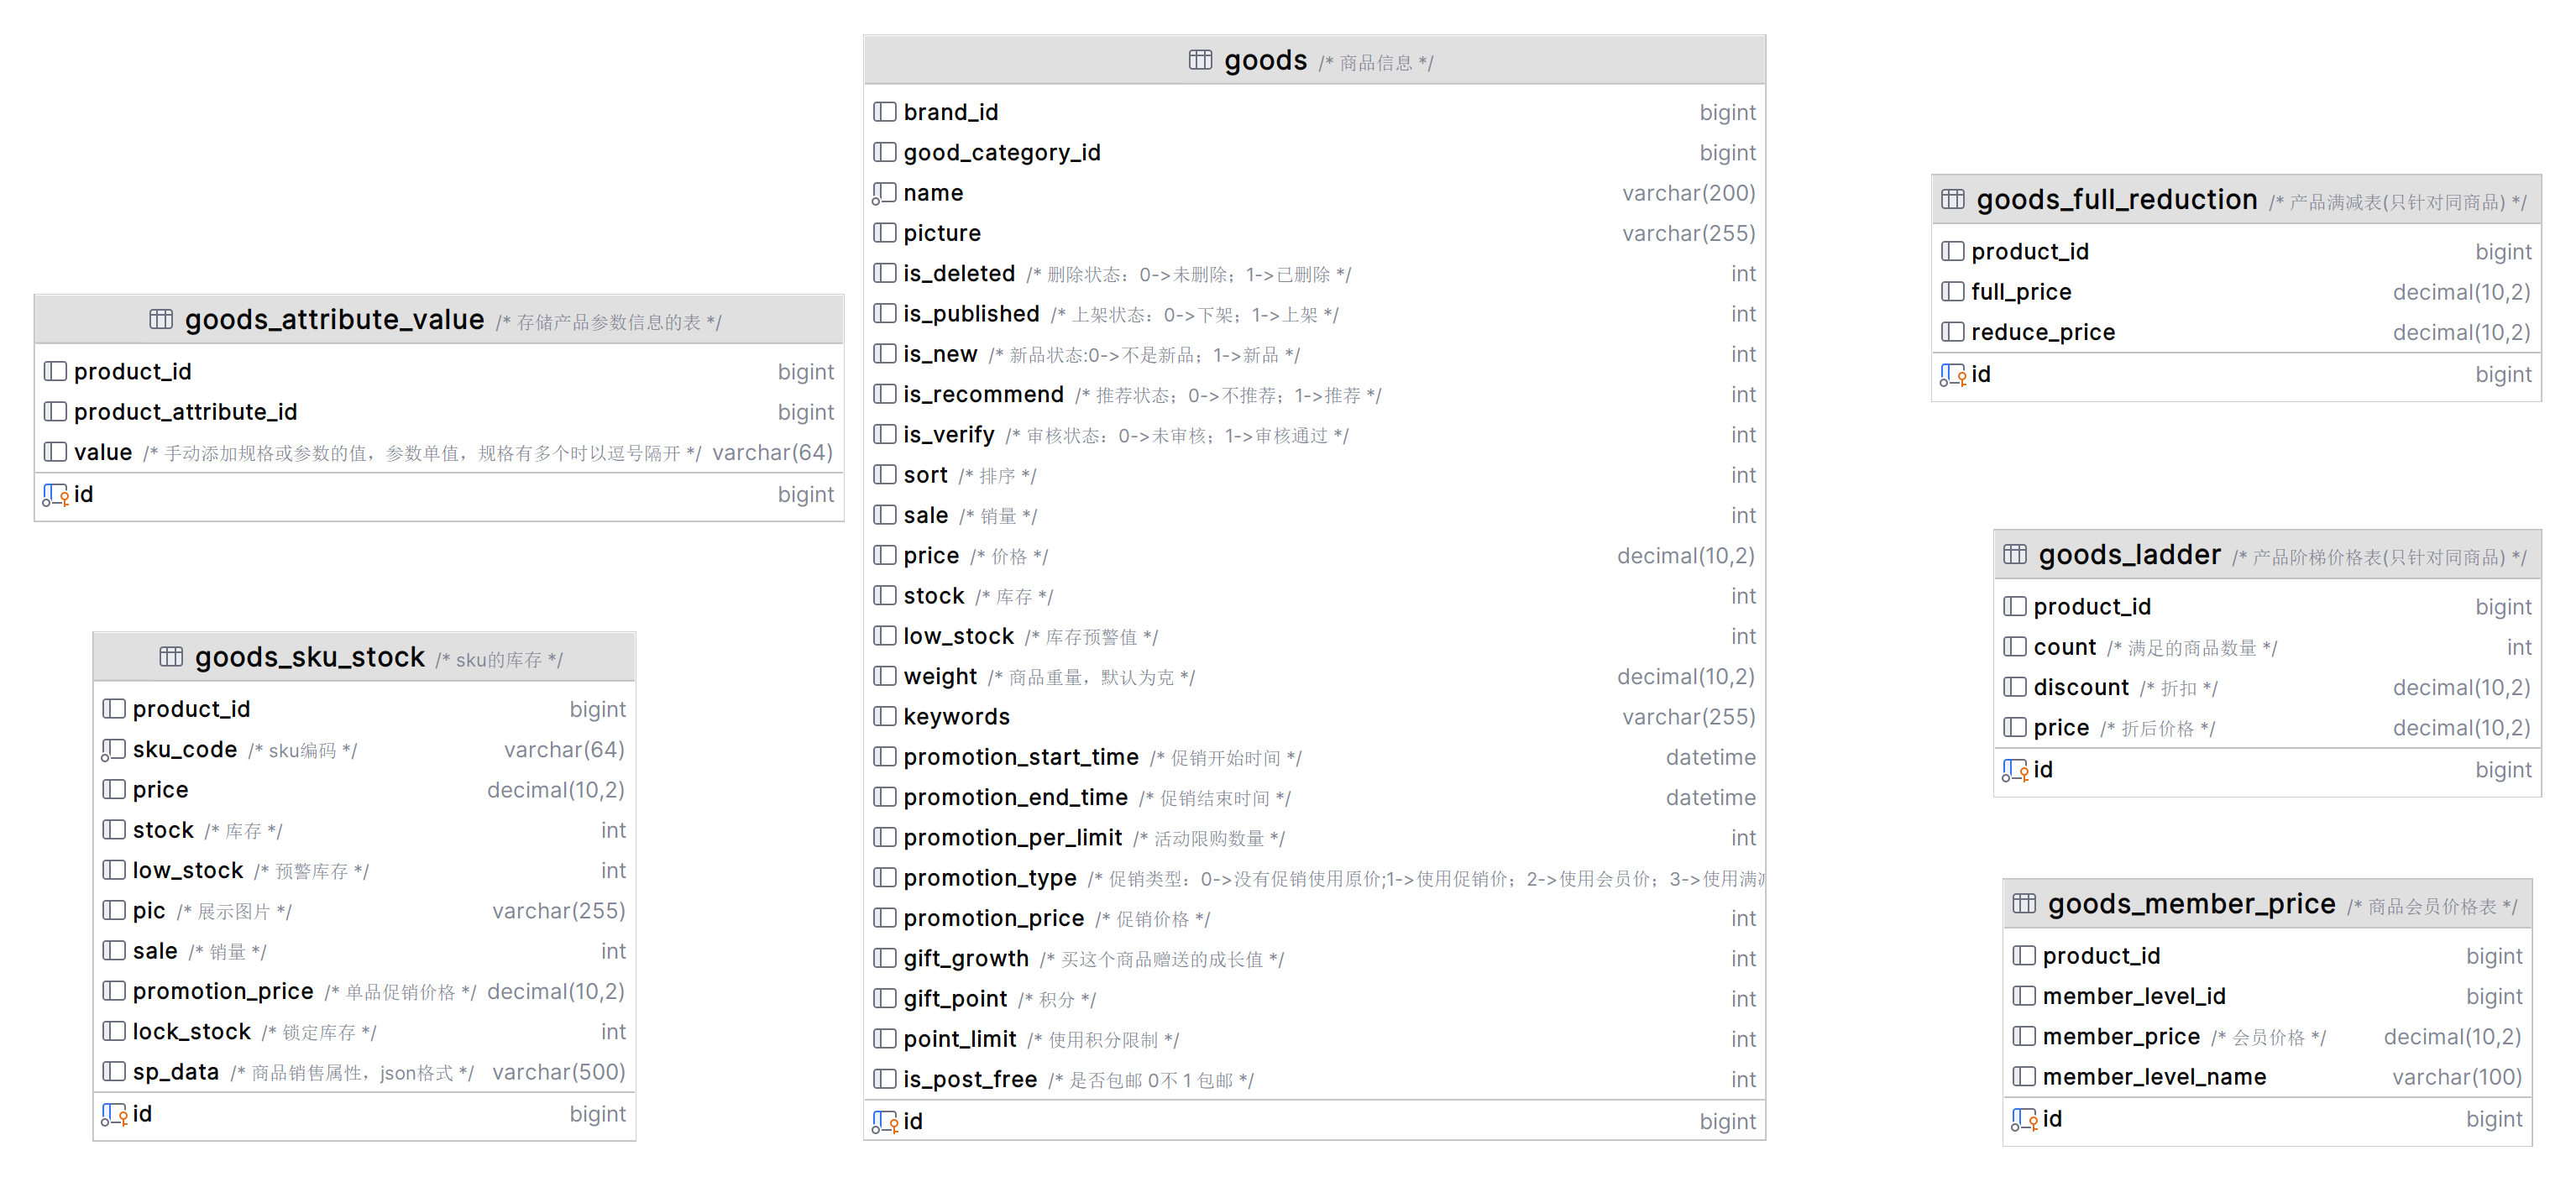 goods_attribute_value /* 存储产品参数信息的表 */
product_id bigint
product_attribute_id bigint
value /* 手动添加规格或参数的值，参数单值，规格有多个时以逗号隔开 */ varchar(64)
id bigint
goods_sku_stock /* sku的库存 */
product_id bigint
sku_code /* sku编码 */ varchar(64)
price decimal(10,2)
stock /* 库存 */ int
low_stock /* 预警库存 */ int
pic /* 展示图片 */ varchar(255)
sale /* 销量 */ int
promotion_price /* 单品促销价格 */ decimal(10,2)
lock_stock /* 锁定库存 */ int
sp_data /* 商品销售属性，json格式 */ varchar(500)
id bigint
goods /* 商品信息 */
brand_id bigint
good_category_id bigint
name varchar(200)
picture varchar(255)
is_deleted /* 删除状态：0->未删除；1->已删除 */ int
is_published /* 上架状态：0->下架；1->上架 */ int
is_new /* 新品状态:0->不是新品；1->新品 */ int
is_recommend /* 推荐状态；0->不推荐；1->推荐 */ int
is_verify /* 审核状态：0->未审核；1->审核通过 */ int
sort /* 排序 */ int
sale /* 销量 */ int
price /* 价格 */ decimal(10,2)
stock /* 库存 */ int
low_stock /* 库存预警值 */ int
weight /* 商品重量，默认为克 */ decimal(10,2)
keywords varchar(255)
promotion_start_time /* 促销开始时间 */ datetime
promotion_end_time /* 促销结束时间 */ datetime
promotion_per_limit /* 活动限购数量 */ int
promotion_type /* 促销类型：0->没有促销使用原价;1->使用促销价；2->使用会员价；3->使用满
promotion_price /* 促销价格 */ int
gift_growth /* 买这个商品赠送的成长值 */ int
gift_point /* 积分 */ int
point_limit /* 使用积分限制 */ int
is_post_free /* 是否包邮 0不 1 包邮 */ int
id bigint
goods_full_reduction /* 产品满减表(只针对同商品) */
product_id bigint
full_price decimal(10,2)
reduce_price decimal(10,2)
id bigint
goods_ladder /* 产品阶梯价格表(只针对同商品) */
product_id bigint
count /* 满足的商品数量 */ int
discount /* 折扣 */ decimal(10,2)
price /* 折后价格 */ decimal(10,2)
id bigint
goods_member_price /* 商品会员价格表 */
product_id bigint
member_level_id bigint
member_price /* 会员价格 */ decimal(10,2)
member_level_name varchar(100)
id bigint